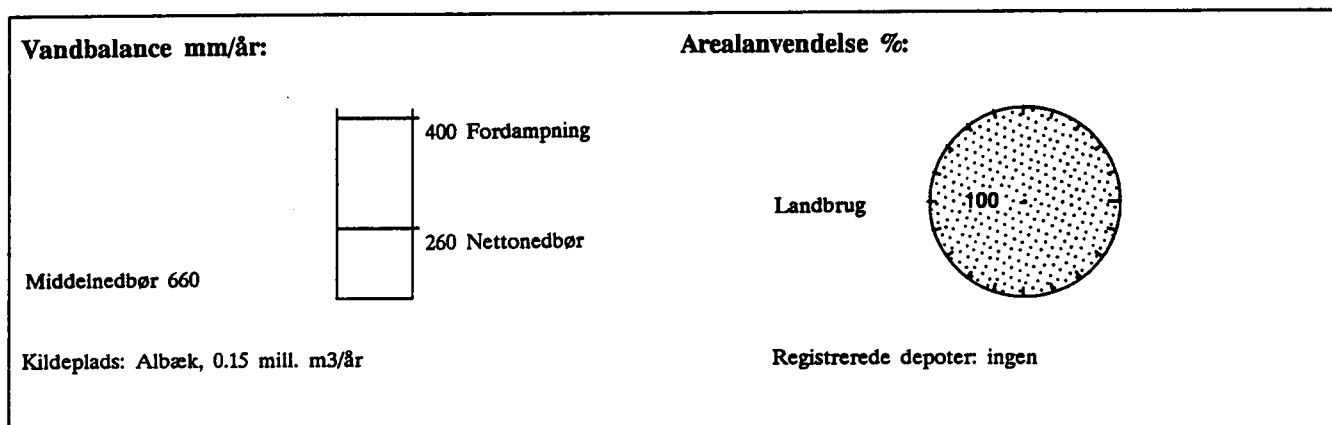 Vandbalance mm/år:
400 Fordampning
260 Nettonedbør
Middelnedbør 660
Kildeplads: Albæk, 0.15 mill. m3/år
Arealanvendelse %:
Landbrug
100
Registrerede depoter: ingen